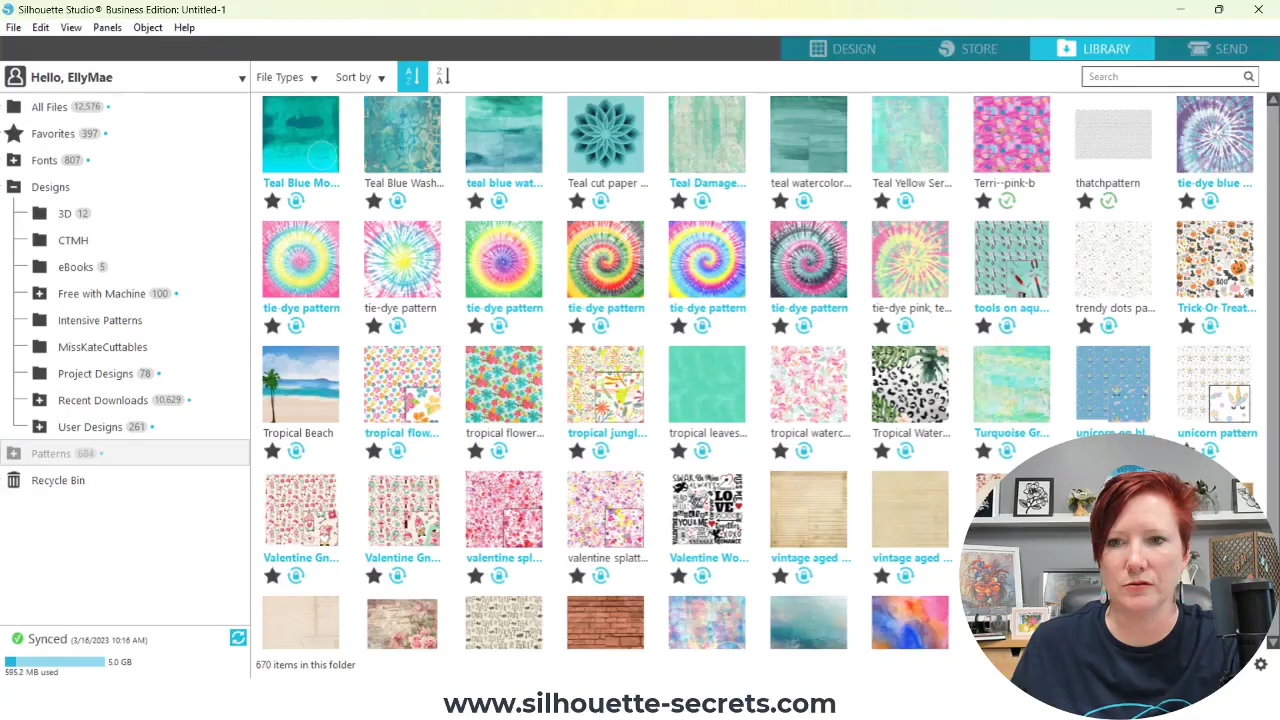 Silhouette Studio® Business Edition: Untitled-1
File Edit View Panels Object Help
DESIGN STORE LIBRARY SEND
Hello, EllyMae
File Types Sort by A Z Z A Search
All Files 12,576
Favorites 397
Fonts 807
Designs
3D 12
CTMH
eBooks 5
Free with Machine 100
Intensive Patterns
MissKateCuttables
Project Designs 78
Recent Downloads 10,629
User Designs 261
Patterns 684
Recycle Bin
Teal Blue Mo... Teal Blue Wash... teal blue wat... Teal cut paper ... Teal Damage... teal watercolor... Teal Yellow Ser... Terri--pink-b thatchpattern tie-dye blue ...
tie-dye pattern tie-dye pattern tie-dye pattern tie-dye pattern tie-dye pattern tie-dye pattern tie-dye pink, te... tools on aqu... trendy dots pa... Trick-Or-Treat...
Tropical Beach tropical flow... tropical flower... tropical jungl... tropical leaves... tropical waterc... Tropical Water... Turquoise Gr... unicorn on bl... unicorn pattern
Valentine Gn... Valentine Gn... valentine spl... valentine splatt... Valentine Wo... vintage aged ... vintage aged ...
LOVE
Synced (3/16/2023 10:16 AM)
5.0 GB
595.2 MB used
670 items in this folder
www.silhouette-secrets.com